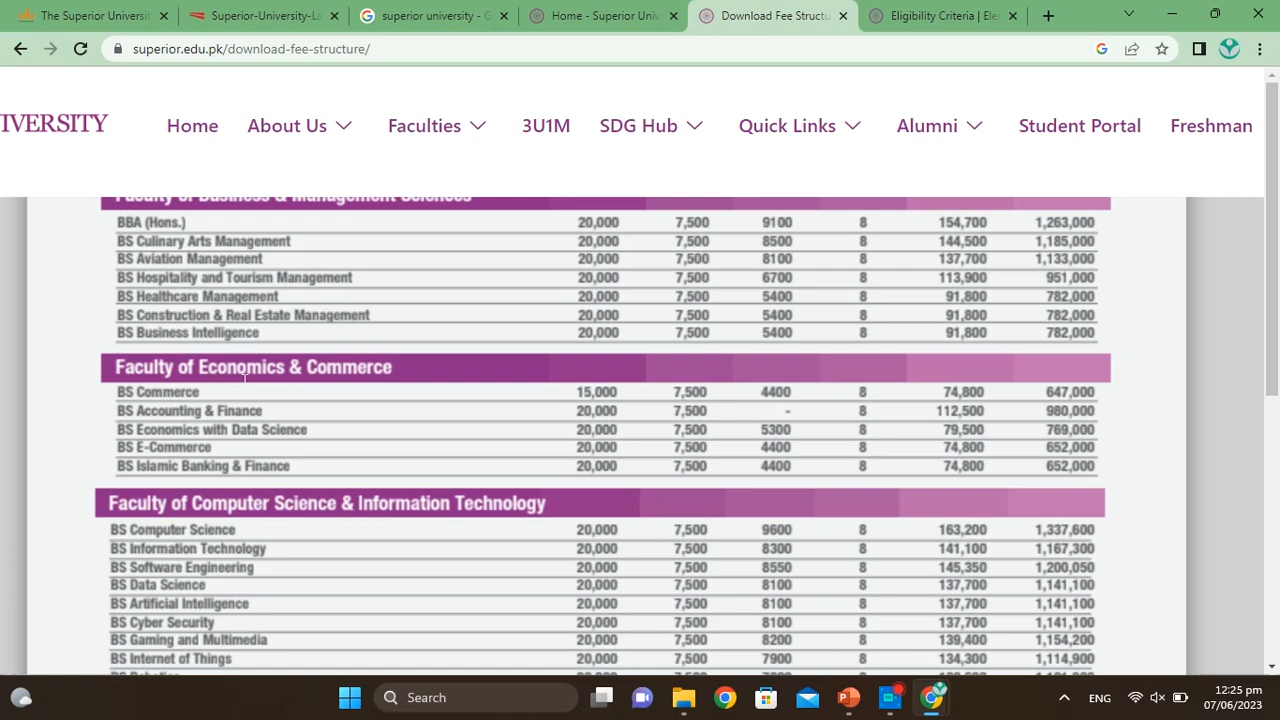 The Superior Universit
Superior-University-La
superior university - G
Home - Superior Univ
Download Fee Structu
Eligibility Criteria | Ele
superior.edu.pk/download-fee-structure/
IVERSITY
Home
About Us
Faculties
3U1M
SDG Hub
Quick Links
Alumni
Student Portal
Freshman
Faculty of Business & Management Sciences
BBA (Hons.) 20,000 7,500 9100 8 154,700 1,263,000
BS Culinary Arts Management 20,000 7,500 8500 8 144,500 1,185,000
BS Aviation Management 20,000 7,500 8100 8 137,700 1,133,000
BS Hospitality and Tourism Management 20,000 7,500 6700 8 113,900 951,000
BS Healthcare Management 20,000 7,500 5400 8 91,800 782,000
BS Construction & Real Estate Management 20,000 7,500 5400 8 91,800 782,000
BS Business Intelligence 20,000 7,500 5400 8 91,800 782,000
Faculty of Economics & Commerce
BS Commerce 15,000 7,500 4400 8 74,800 647,000
BS Accounting & Finance 20,000 7,500 - 8 112,500 980,000
BS Economics with Data Science 20,000 7,500 5300 8 79,500 769,000
BS E-Commerce 20,000 7,500 4400 8 74,800 652,000
BS Islamic Banking & Finance 20,000 7,500 4400 8 74,800 652,000
Faculty of Computer Science & Information Technology
BS Computer Science 20,000 7,500 9600 8 163,200 1,337,600
BS Information Technology 20,000 7,500 8300 8 141,100 1,167,300
BS Software Engineering 20,000 7,500 8550 8 145,350 1,200,050
BS Data Science 20,000 7,500 8100 8 137,700 1,141,100
BS Artificial Intelligence 20,000 7,500 8100 8 137,700 1,141,100
BS Cyber Security 20,000 7,500 8100 8 137,700 1,141,100
BS Gaming and Multimedia 20,000 7,500 8200 8 139,400 1,154,200
BS Internet of Things 20,000 7,500 7900 8 134,300 1,114,900
Search
ENG
12:25 pm
07/06/2023